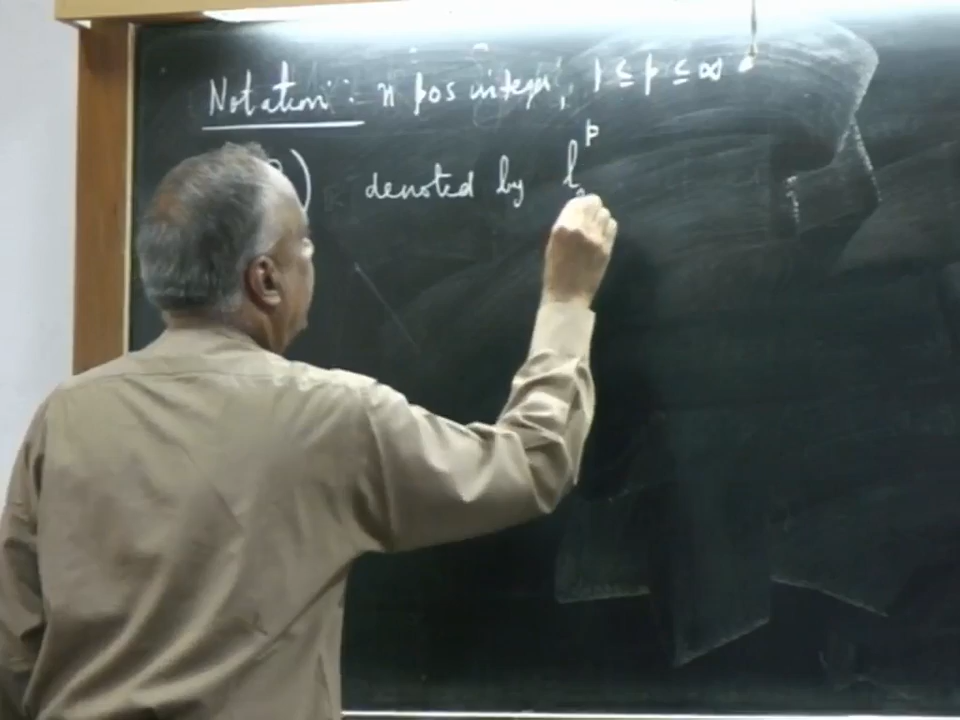 Notation: n pos integer, 1 ≤ p ≤ ∞
) denoted by l^p